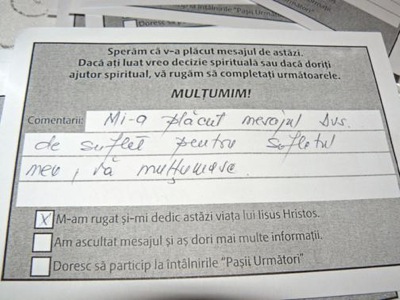 Doresc să
la întâlnirile "Pașii Următori"
Sperăm că v-a plăcut mesajul de astăzi.
Dacă ați luat vreo decizie spirituală sau dacă doriți
ajutor spiritual, vă rugăm să completați următoarele.
MULȚUMIM!
Comentarii: Mi-a plăcut mesajul Dvs.
de suflet pentru sufletul
meu, vă mulțumesc.
X M-am rugat și-mi dedic astăzi viața lui Iisus Hristos.
Am ascultat mesajul și aș dori mai multe informații.
Doresc să particip la întâlnirile "Pașii Următori"